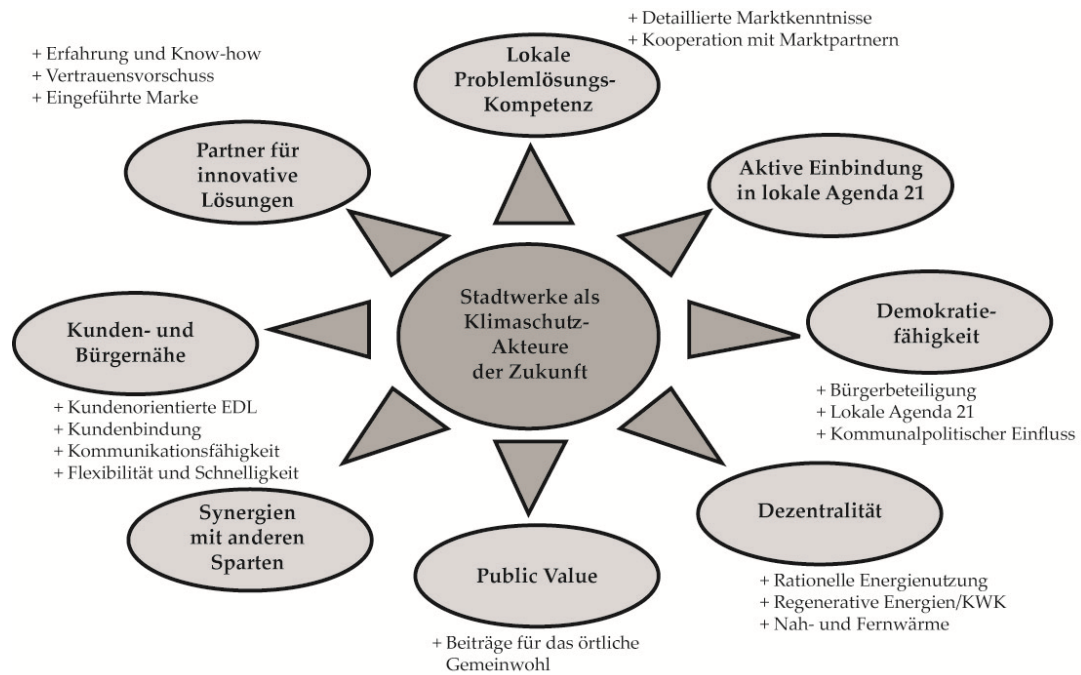 + Detaillierte Marktkenntnisse
+ Kooperation mit Marktpartnern
Lokale
Problemlösungs-
Kompetenz
+ Erfahrung und Know-how
+ Vertrauensvorschuss
+ Eingeführte Marke
Partner für
innovative
Lösungen
Aktive Einbindung
in lokale Agenda 21
Stadtwerke als
Klimaschutz-
Akteure
der Zukunft
Kunden- und
Bürgernähe
+ Kundenorientierte EDL
+ Kundenbindung
+ Kommunikationsfähigkeit
+ Flexibilität und Schnelligkeit
Demokratie-
fähigkeit
+ Bürgerbeteiligung
+ Lokale Agenda 21
+ Kommunalpolitischer Einfluss
Synergien
mit anderen
Sparten
Public Value
+ Beiträge für das örtliche
Gemeinwohl
Dezentralität
+ Rationelle Energienutzung
+ Regenerative Energien/KWK
+ Nah- und Fernwärme